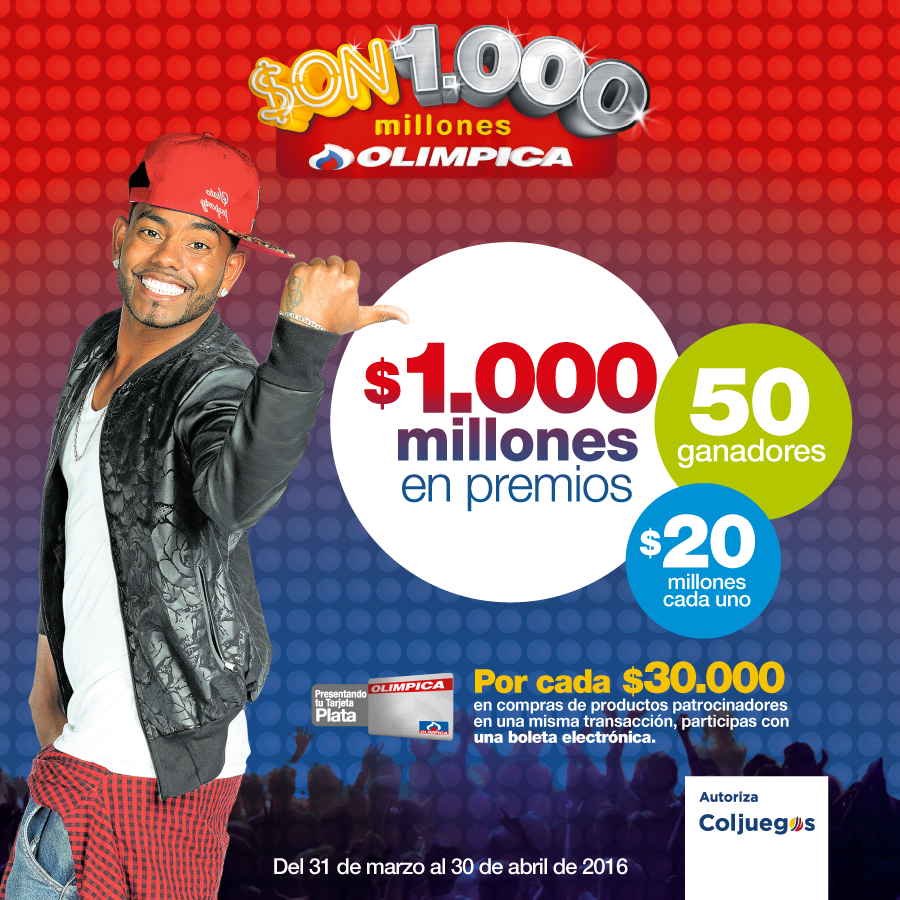 $ON 1.000
millones
OLIMPICA
$1.000
millones
en premios
50
ganadores
$20
millones
cada uno
Presentando
tu Tarjeta
Plata
OLIMPICA
OLIMPICA
Por cada $30.000
en compras de productos patrocinadores
en una misma transacción, participas con
una boleta electrónica.
Autoriza
Coljuegos
Del 31 de marzo al 30 de abril de 2016